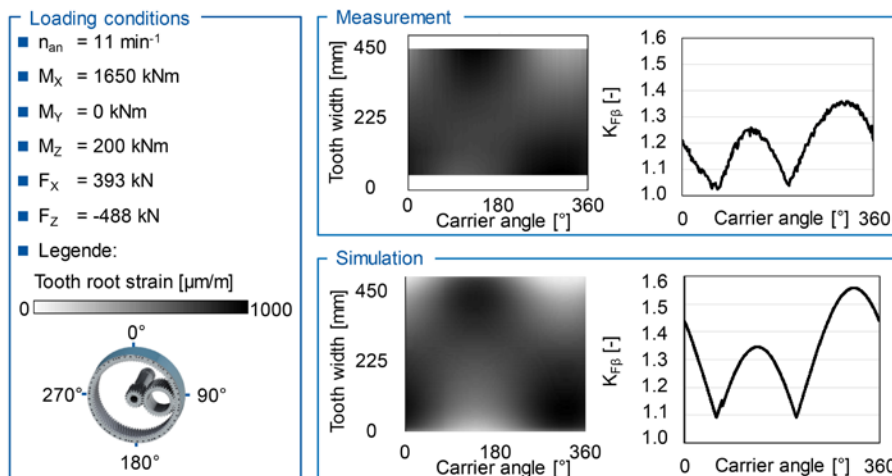 Loading conditions
n_an = 11 min⁻¹
M_X = 1650 kNm
M_Y = 0 kNm
M_Z = 200 kNm
F_X = 393 kN
F_Z = -488 kN
Legende:
Tooth root strain [µm/m]
0 1000
0°
270° 90°
180°
Measurement
Tooth width [mm]
450
225
0
0 180 360
Carrier angle [°]
K_Fβ [-]
1.6
1.5
1.4
1.3
1.2
1.1
1.0
0 Carrier angle [°] 360
Simulation
Tooth width [mm]
450
225
0
0 180 360
Carrier angle [°]
K_Fβ [-]
1.6
1.5
1.4
1.3
1.2
1.1
1.0
0 Carrier angle [°] 360